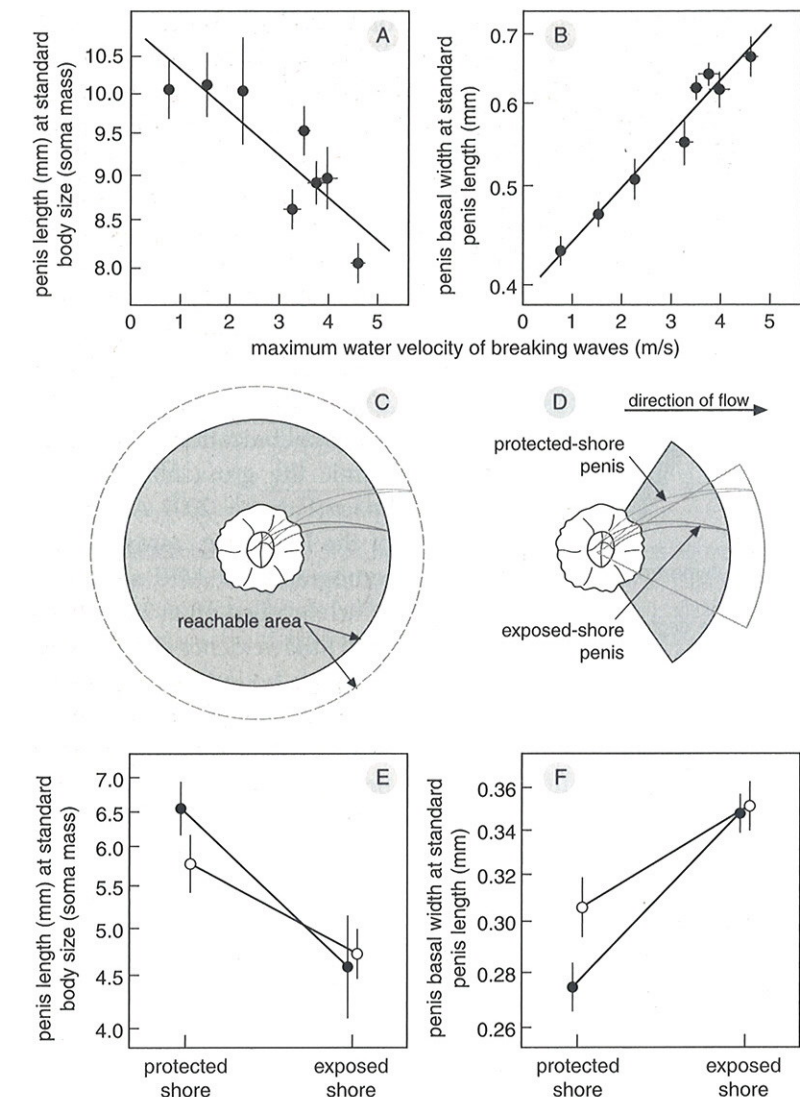 A
penis length (mm) at standard
body size (soma mass)
10.5
10.0
9.5
9.0
8.5
8.0
0 1 2 3 4 5
B
penis basal width at standard
penis length (mm)
0.7
0.6
0.5
0.4
0 1 2 3 4 5
maximum water velocity of breaking waves (m/s)
C
reachable area
D
direction of flow
protected-shore
penis
exposed-shore
penis
E
penis length (mm) at standard
body size (soma mass)
7.0
6.5
6.0
5.5
5.0
4.5
4.0
protected
shore
exposed
shore
F
penis basal width at standard
penis length (mm)
0.36
0.34
0.32
0.30
0.28
0.26
protected
shore
exposed
shore